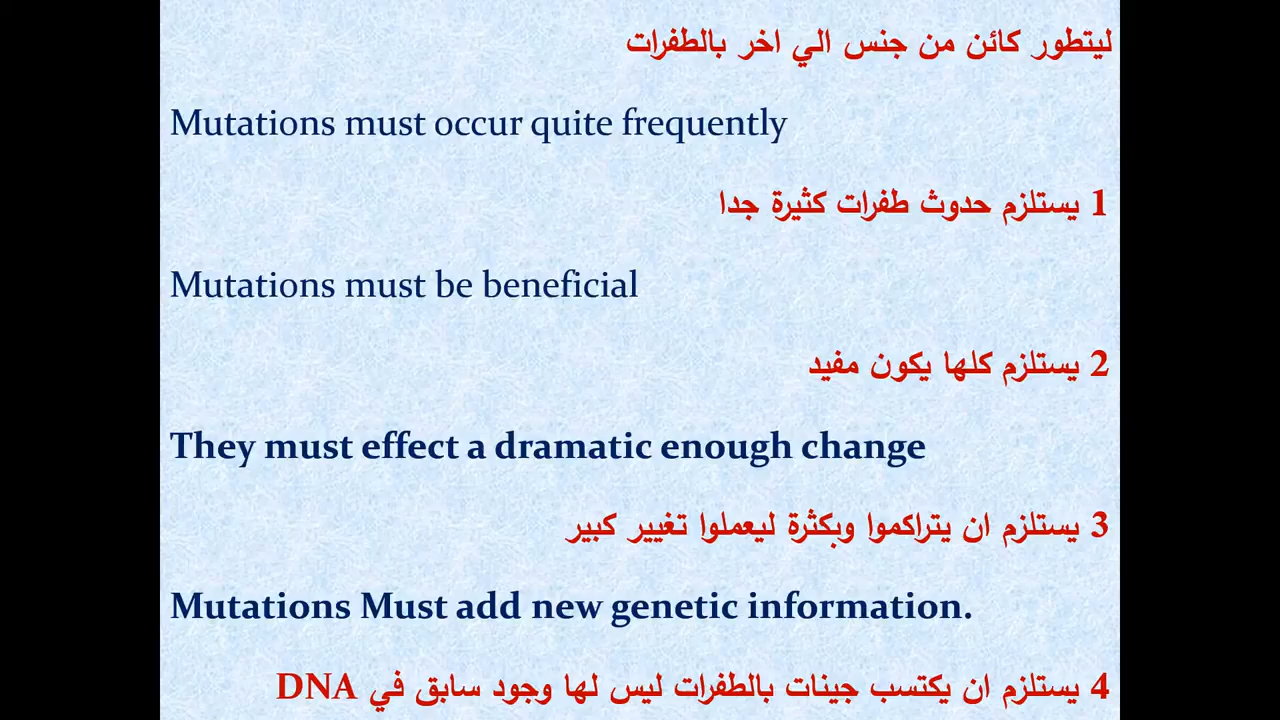 ليتطور كائن من جنس الي اخر بالطفرات
Mutations must occur quite frequently
1 يستلزم حدوث طفرات كثيرة جدا
Mutations must be beneficial
2 يستلزم كلها يكون مفيد
They must effect a dramatic enough change
3 يستلزم ان يتراكموا وبكثرة ليعملوا تغيير كبير
Mutations Must add new genetic information.
4 يستلزم ان يكتسب جينات بالطفرات ليس لها وجود سابق في DNA